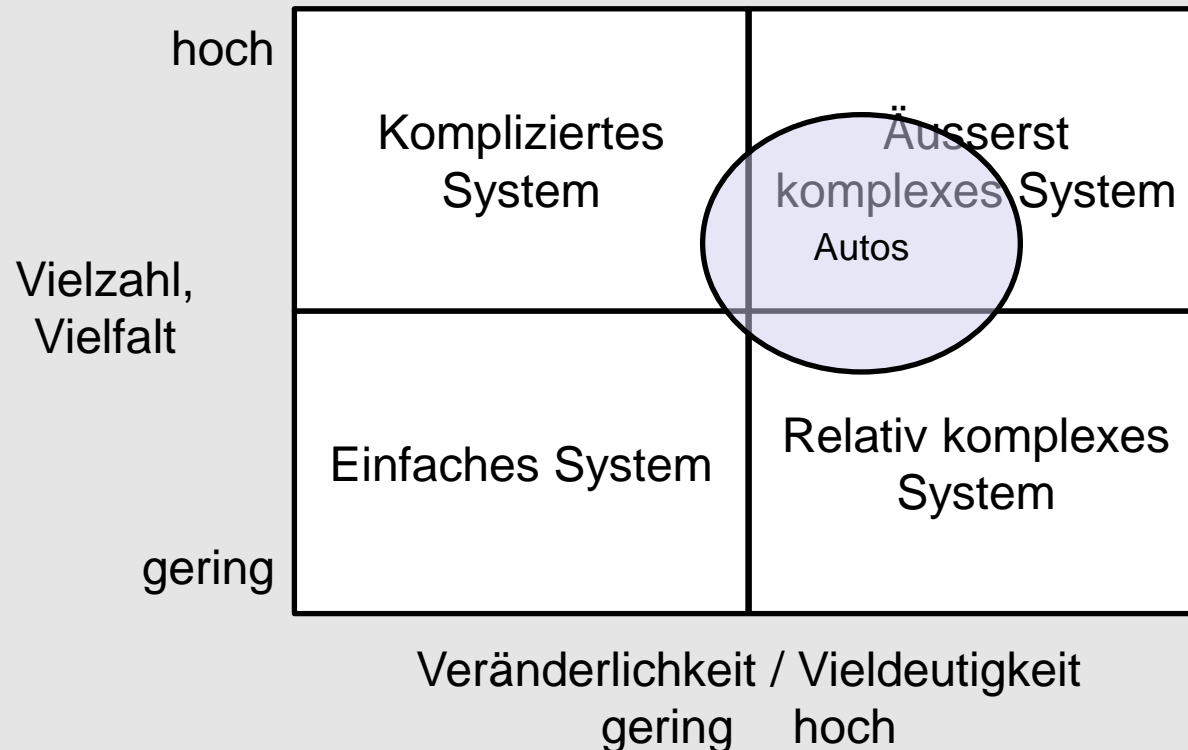 hoch
Kompliziertes
System
Äusserst
komplexes System
Autos
Vielzahl,
Vielfalt
Einfaches System
Relativ komplexes
System
gering
Veränderlichkeit / Vieldeutigkeit
gering hoch